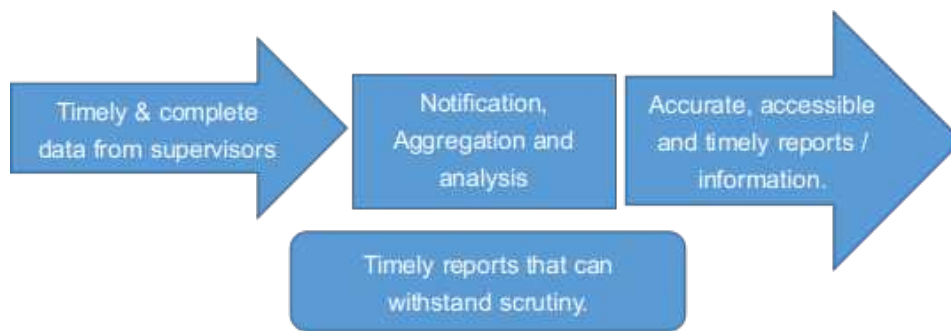 Timely & complete
data from supervisors
Notification,
Aggregation and
analysis
Accurate, accessible
and timely reports /
information.
Timely reports that can
withstand scrutiny.